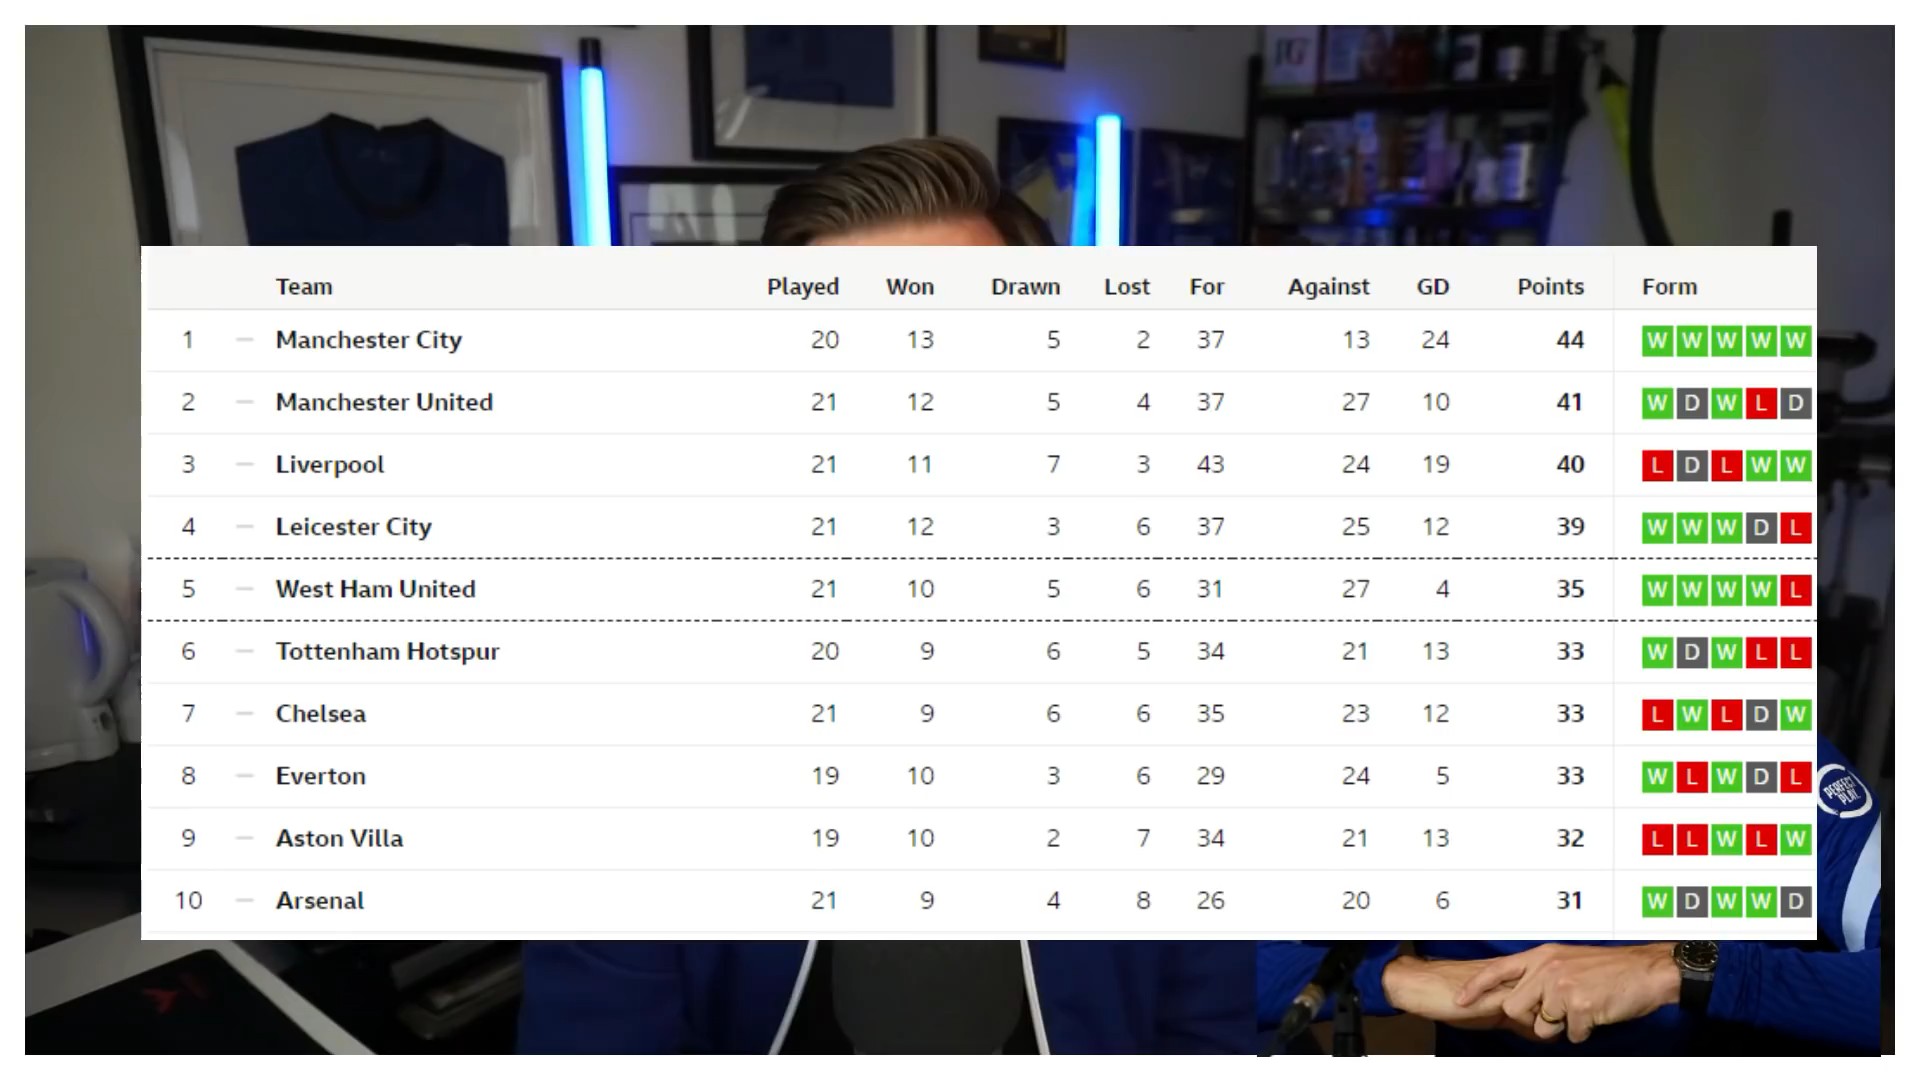 JG
Team Played Won Drawn Lost For Against GD Points Form
1 Manchester City 20 13 5 2 37 13 24 44 W W W W W
2 Manchester United 21 12 5 4 37 27 10 41 W D W L D
3 Liverpool 21 11 7 3 43 24 19 40 L D L W W
4 Leicester City 21 12 3 6 37 25 12 39 W W W D L
5 West Ham United 21 10 5 6 31 27 4 35 W W W W L
6 Tottenham Hotspur 20 9 6 5 34 21 13 33 W D W L L
7 Chelsea 21 9 6 6 35 23 12 33 L W L D W
8 Everton 19 10 3 6 29 24 5 33 W L W D L
9 Aston Villa 19 10 2 7 34 21 13 32 L L W L W
10 Arsenal 21 9 4 8 26 20 6 31 W D W W D
PERFECT
PLAY